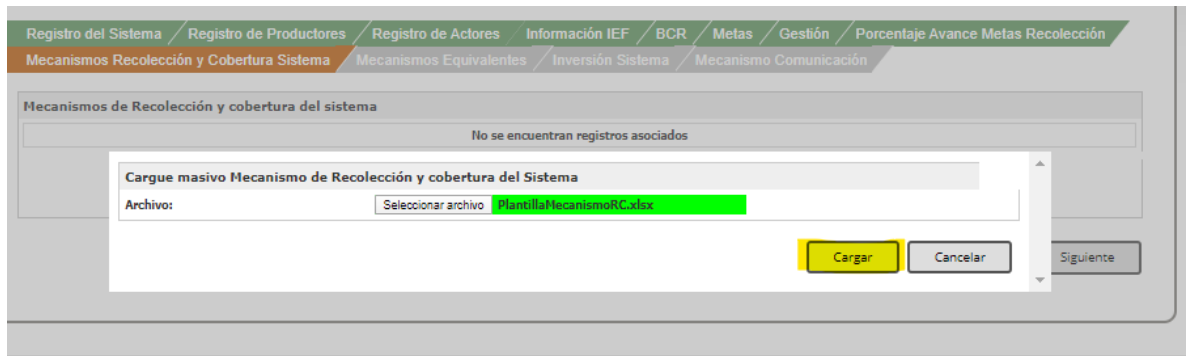 Registro del Sistema / Registro de Productores / Registro de Actores / Información IEF / BCR / Metas / Gestión / Porcentaje Avance Metas Recolección
Mecanismos Recolección y Cobertura Sistema / Mecanismos Equivalentes / Inversión Sistema / Mecanismo Comunicación
Mecanismos de Recolección y cobertura del sistema
No se encuentran registros asociados
Cargue masivo Mecanismo de Recolección y cobertura del Sistema
Archivo: Seleccionar archivo PlantillaMecanismoRC.xlsx
Cargar Cancelar Siguiente